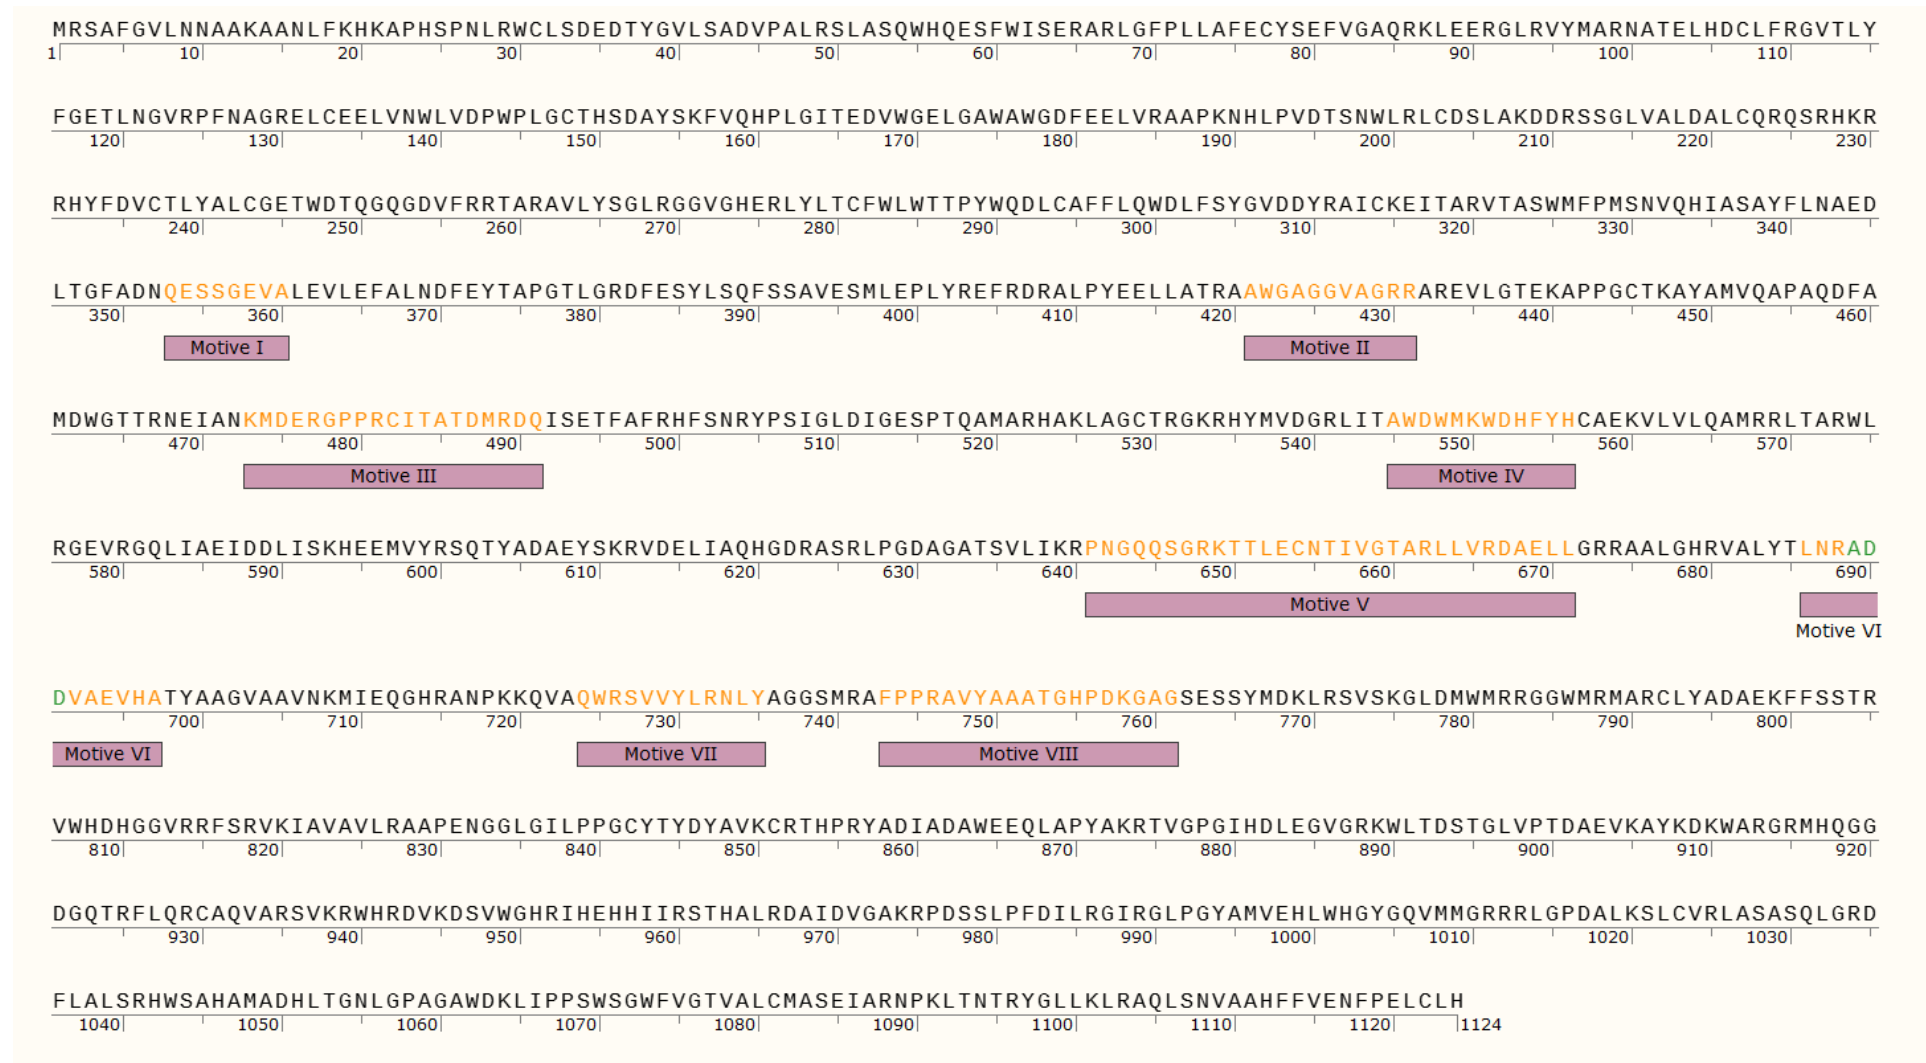 MRSAFGVLNNAAKAANLFKHKAPHSPNLRWCLSDEDTYGVLSADVPALRSLASQWHQESFWISERARLGFPLLAFECYSEFVGAQRKLEERGLRVYMARNATELHDCLFRGVTLY
1 10 20 30 40 50 60 70 80 90 100 110
FGETLNGVRPFNAGRELCEELVNWLVDPWPLGCTHSDAYSKFVQHPLGITEDVWGELGAWAWGDFEELVRAAPKNHLPVDTSNWLRLCDSLAKDDRSSGLVALDALCQRQSRHKR
120 130 140 150 160 170 180 190 200 210 220 230
RHYFDVCTLYALCGETWDTQGQGDVFRRTARAVLYSGLRGGVGHERLYLTCFWLWTTPYWQDLCAFFLQWDLFSYGVDDYRAICKEITARVTASWMFPMSNVQHIASAYFLNAED
240 250 260 270 280 290 300 310 320 330 340
LTGFADNQESSGEVALEVLEFALNDFEYTAPGTLGRDFESYLSQFSSAVESMLEPLYREFRDRALPYEELLATRAAWGAGGVAGRRAREVLGTEKAPPGCTKAYAMVQAPAQDFA
350 360 370 380 390 400 410 420 430 440 450 460
Motive I Motive II
MDWGTTRNEIANKMDERGPPRCITATDMRDQISETFAFRHFSNRYPSIGLDIGESPTQAMARHAKLAGCTRGKRHYMVDGRLITAWDWMKWDHFYHCAEKVLVLQAMRRLTARWL
470 480 490 500 510 520 530 540 550 560 570
Motive III Motive IV
RGEVRGQLIAEIDDLISKHEEMVYRSQTYADAEYSKRVDELIAQHGDRASRLPGDAGATSVLIKRPNGQQSGRKTTLECNTIVGTARLLVRDAELLGRRAALGHRVALYTLNRAD
580 590 600 610 620 630 640 650 660 670 680 690
Motive V
Motive VI
DVAEVHATYAAGVAAVNKMIEQGHRANPKKQVAQWRSVVYLRNLYAGGSMRAFPPRAVYAAATGHPDKGAGSESSYMDKLRSVSKGLDMWMRRGGWMRMARCLYADAEKFFSSTR
700 710 720 730 740 750 760 770 780 790 800
Motive VI Motive VII Motive VIII
VWHDHGGVRRFSRVKIAVAVLRAAPENGGLGILPPGCYTYDYAVKCRTHPRYADIADAWEEQLAPYAKRTVGPGIHDLEGVGRKWLTDSTGLVPTDAEVKAYKDKWARGRMHQGG
810 820 830 840 850 860 870 880 890 900 910 920
DGQTRFLQRCAQVARSVKRWHRDVKDSVWGHRIHEHHIIRSTHALRDAIDVGAKRPDSSLPFDILRGIRGLPGYAMVEHLWHGYGQVMMGRRRLGPDALKSLCVRLASASQLGRD
930 940 950 960 970 980 990 1000 1010 1020 1030
FLALSRHWSAHAMADHLTGNLGPAGAWDKLIPPSWSGWFVGTVALCMASEIARNPKLTNTRYGLLKLRAQLSNVAAHFFVENFPELCLH
1040 1050 1060 1070 1080 1090 1100 1110 1120 1124